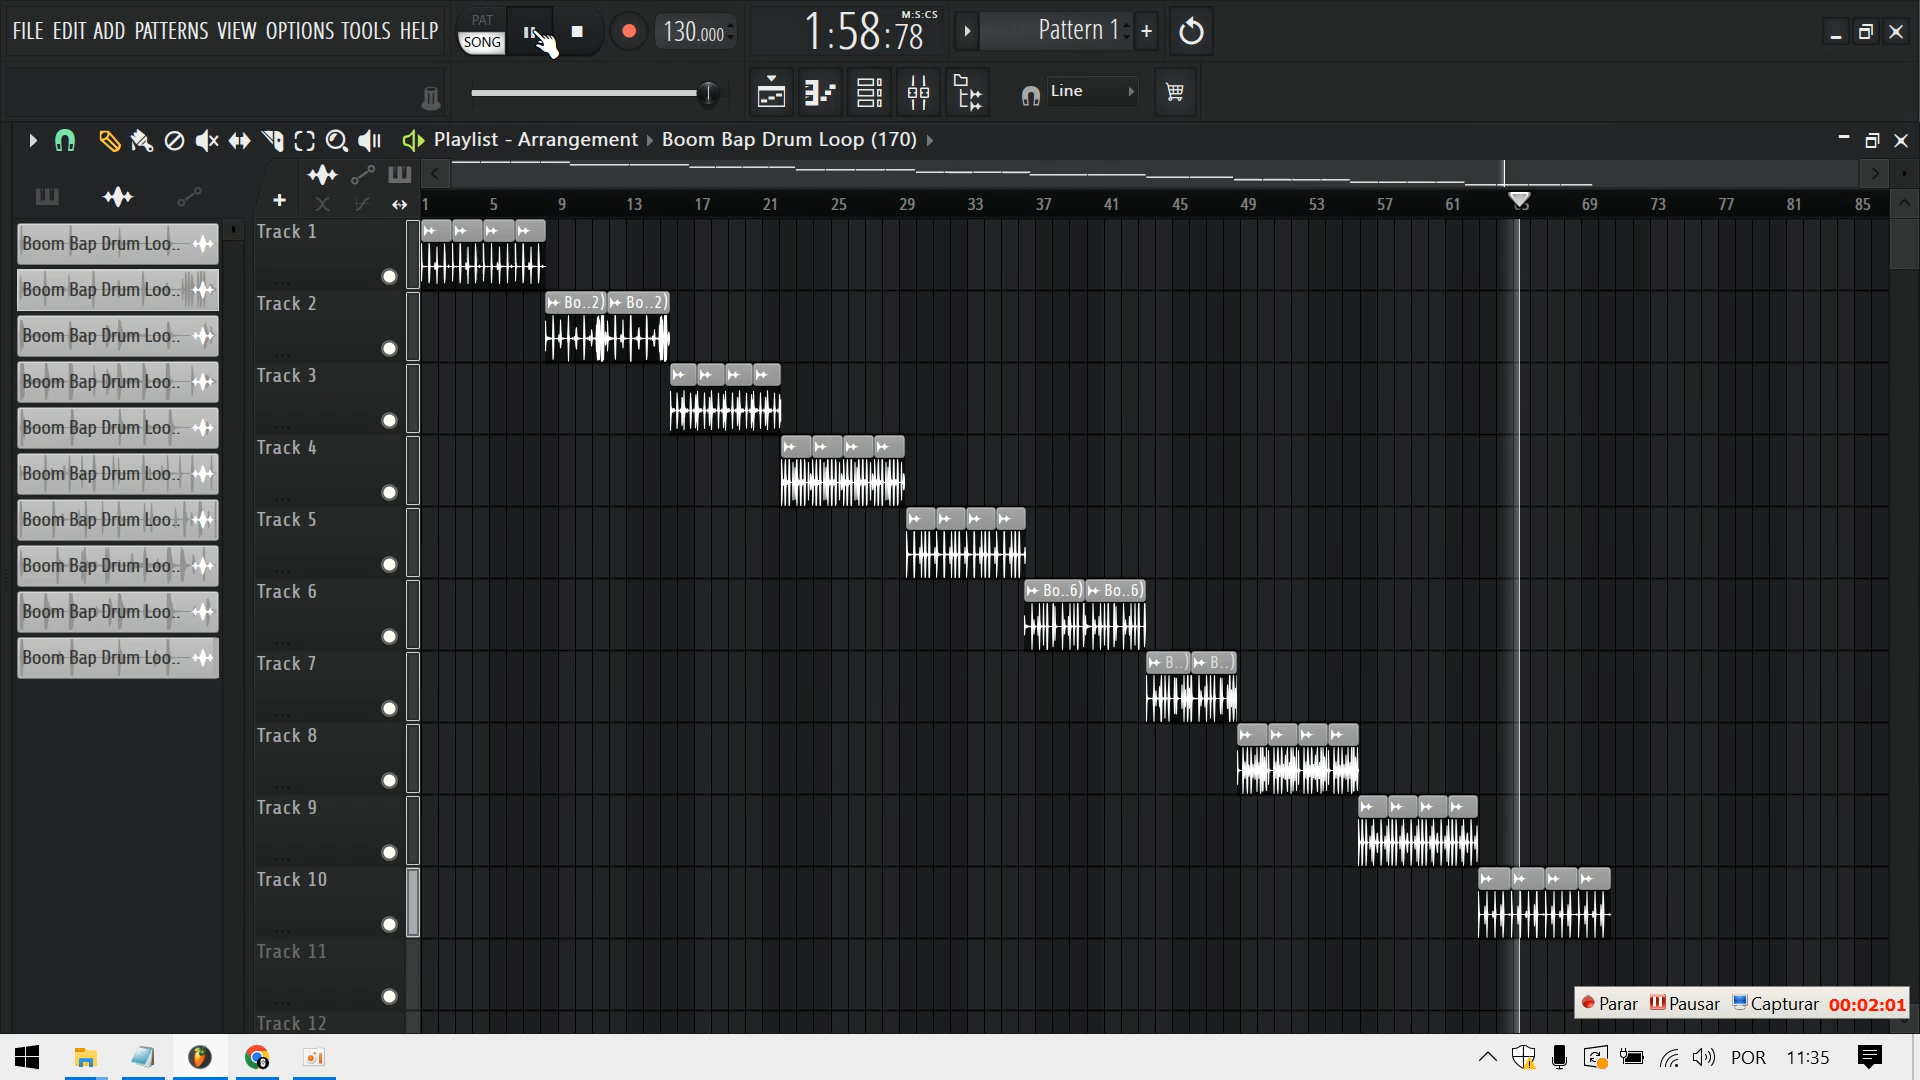 FILE EDIT ADD PATTERNS VIEW OPTIONS TOOLS HELP
PAT
SONG
130.000
M:S:CS
1:58:78
Pattern 1
+
Line
Playlist - Arrangement Boom Bap Drum Loop (170)
1 5 9 13 17 21 25 29 33 37 41 45 49 53 57 61 65 69 73 77 81 85
Boom Bap Drum Loo..
Boom Bap Drum Loo..
Boom Bap Drum Loo..
Boom Bap Drum Loo..
Boom Bap Drum Loo..
Boom Bap Drum Loo..
Boom Bap Drum Loo..
Boom Bap Drum Loo..
Boom Bap Drum Loo..
Boom Bap Drum Loo..
Track 1
Track 2
Bo..2) Bo..2)
Track 3
Track 4
Track 5
Track 6
Bo..6) Bo..6)
Track 7
B..) B..)
Track 8
Track 9
Track 10
Track 11
Track 12
Parar Pausar Capturar 00:02:01
POR 11:35